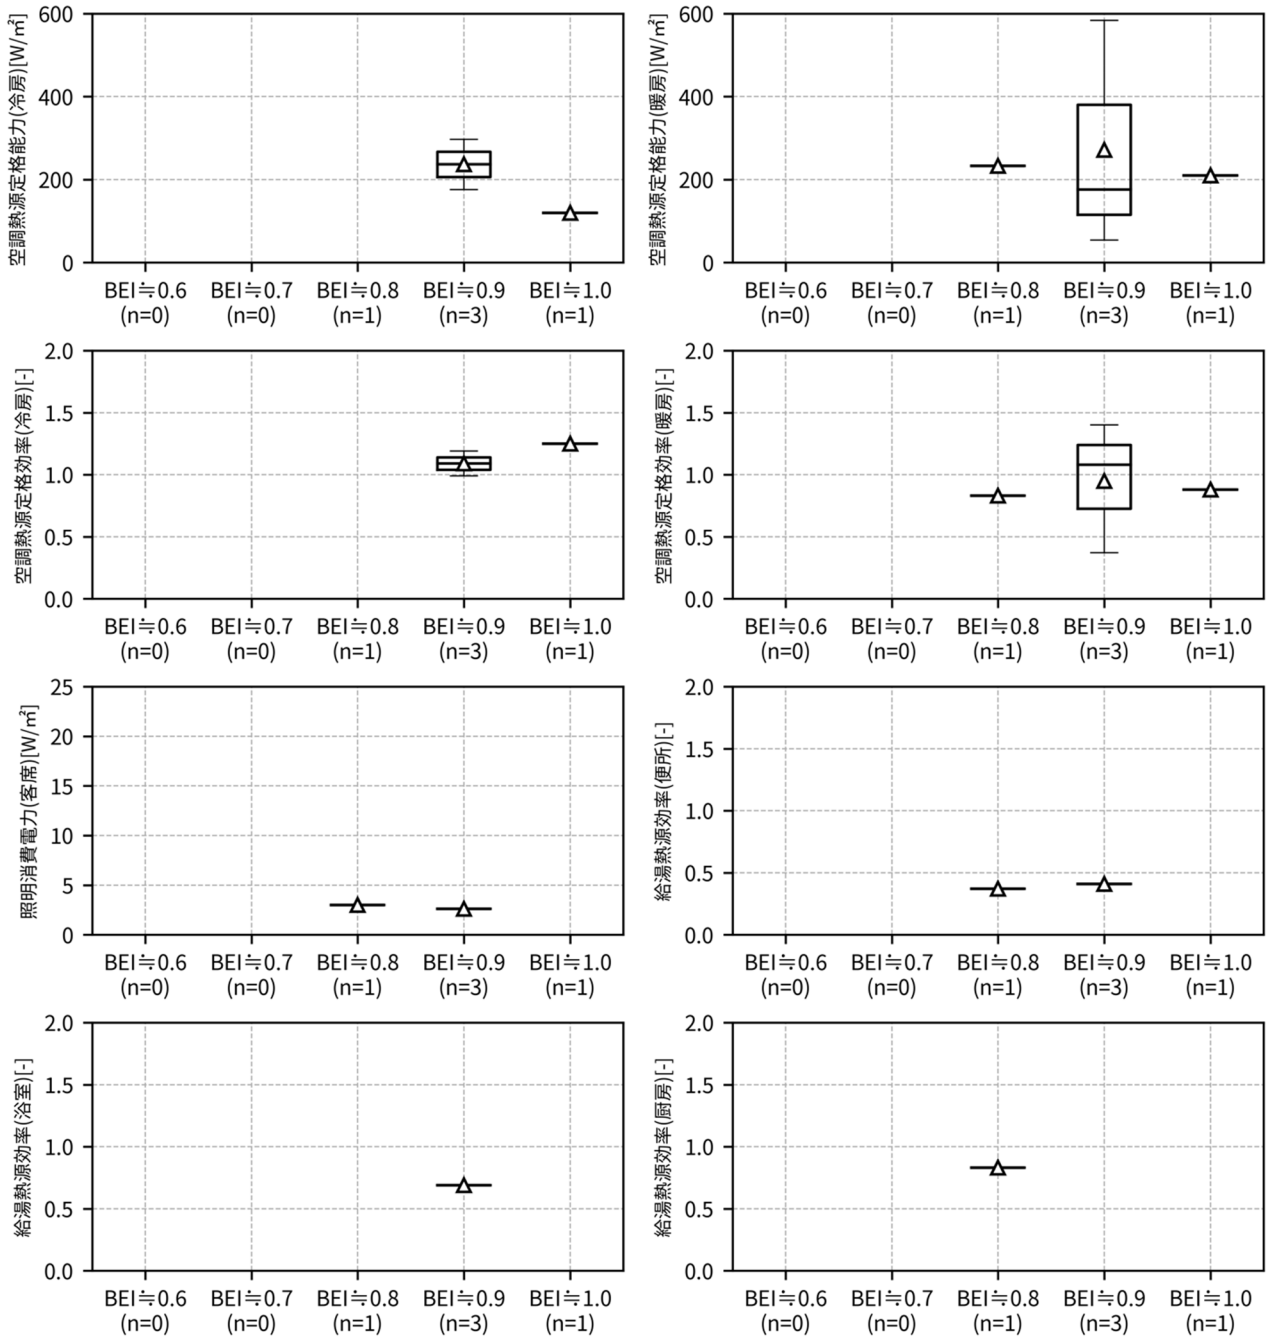 空調熱源定格能力(冷房)[W/㎡]
600
400
200
0
BEI≒0.6 BEI≒0.7 BEI≒0.8 BEI≒0.9 BEI≒1.0
(n=0) (n=0) (n=1) (n=3) (n=1)
空調熱源定格能力(暖房)[W/㎡]
600
400
200
0
BEI≒0.6 BEI≒0.7 BEI≒0.8 BEI≒0.9 BEI≒1.0
(n=0) (n=0) (n=1) (n=3) (n=1)
空調熱源定格効率(冷房)[-]
2.0
1.5
1.0
0.5
0.0
BEI≒0.6 BEI≒0.7 BEI≒0.8 BEI≒0.9 BEI≒1.0
(n=0) (n=0) (n=1) (n=3) (n=1)
空調熱源定格効率(暖房)[-]
2.0
1.5
1.0
0.5
0.0
BEI≒0.6 BEI≒0.7 BEI≒0.8 BEI≒0.9 BEI≒1.0
(n=0) (n=0) (n=1) (n=3) (n=1)
照明消費電力(客席)[W/㎡]
25
20
15
10
5
0
BEI≒0.6 BEI≒0.7 BEI≒0.8 BEI≒0.9 BEI≒1.0
(n=0) (n=0) (n=1) (n=3) (n=1)
給湯熱源効率(便所)[-]
2.0
1.5
1.0
0.5
0.0
BEI≒0.6 BEI≒0.7 BEI≒0.8 BEI≒0.9 BEI≒1.0
(n=0) (n=0) (n=1) (n=3) (n=1)
給湯熱源効率(浴室)[-]
2.0
1.5
1.0
0.5
0.0
BEI≒0.6 BEI≒0.7 BEI≒0.8 BEI≒0.9 BEI≒1.0
(n=0) (n=0) (n=1) (n=3) (n=1)
給湯熱源効率(厨房)[-]
2.0
1.5
1.0
0.5
0.0
BEI≒0.6 BEI≒0.7 BEI≒0.8 BEI≒0.9 BEI≒1.0
(n=0) (n=0) (n=1) (n=3) (n=1)